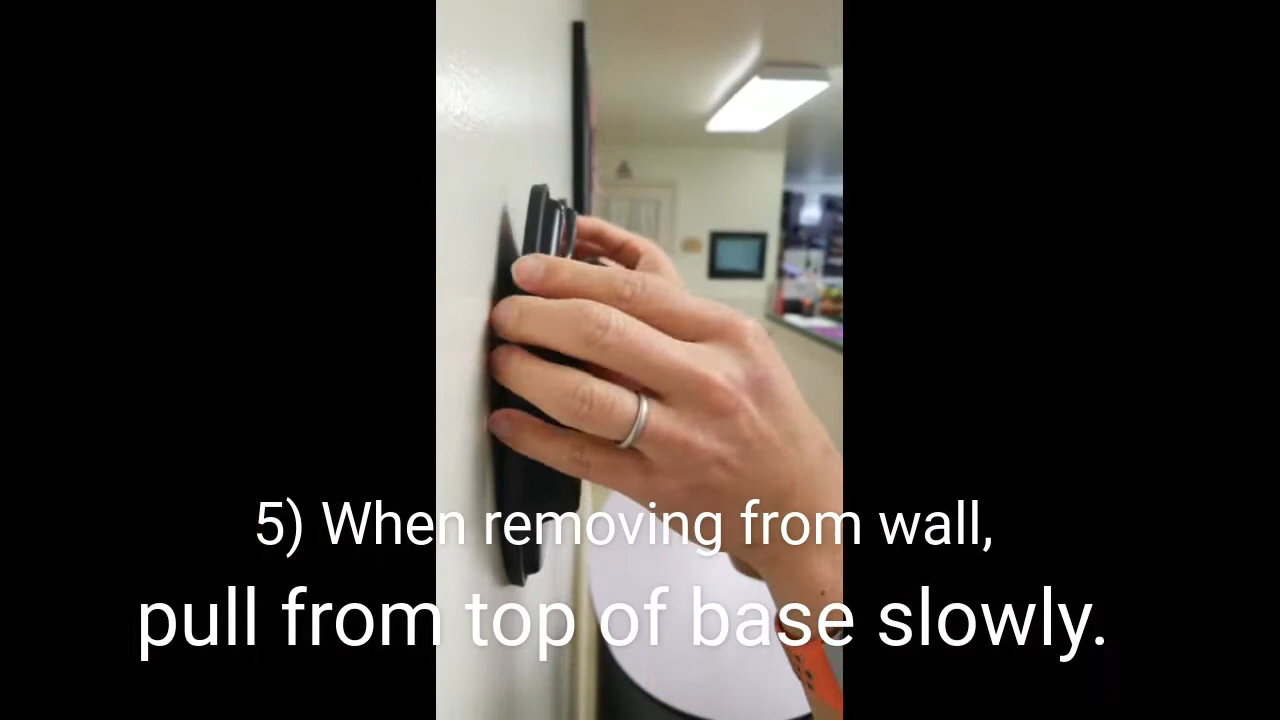 5) When removing from wall,
pull from top of base slowly.